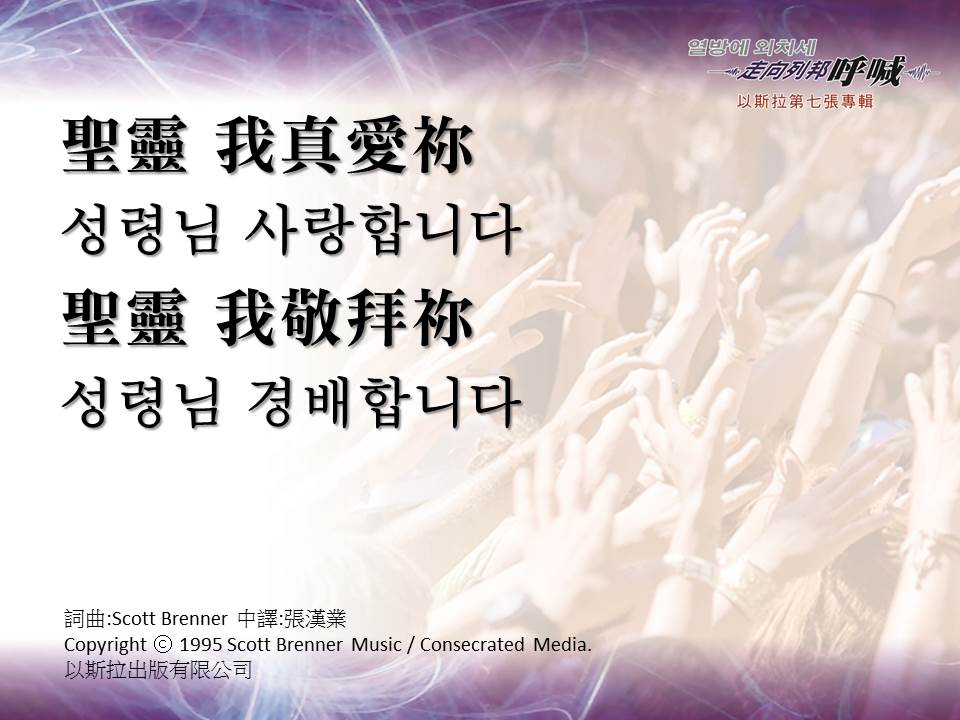 열방에 외치세
走向列邦呼喊
以斯拉第七張專輯
聖靈 我真愛祢
성령님 사랑합니다
聖靈 我敬拜祢
성령님 경배합니다
詞曲:Scott Brenner 中譯:張漢業
Copyright ⓒ 1995 Scott Brenner Music / Consecrated Media.
以斯拉出版有限公司